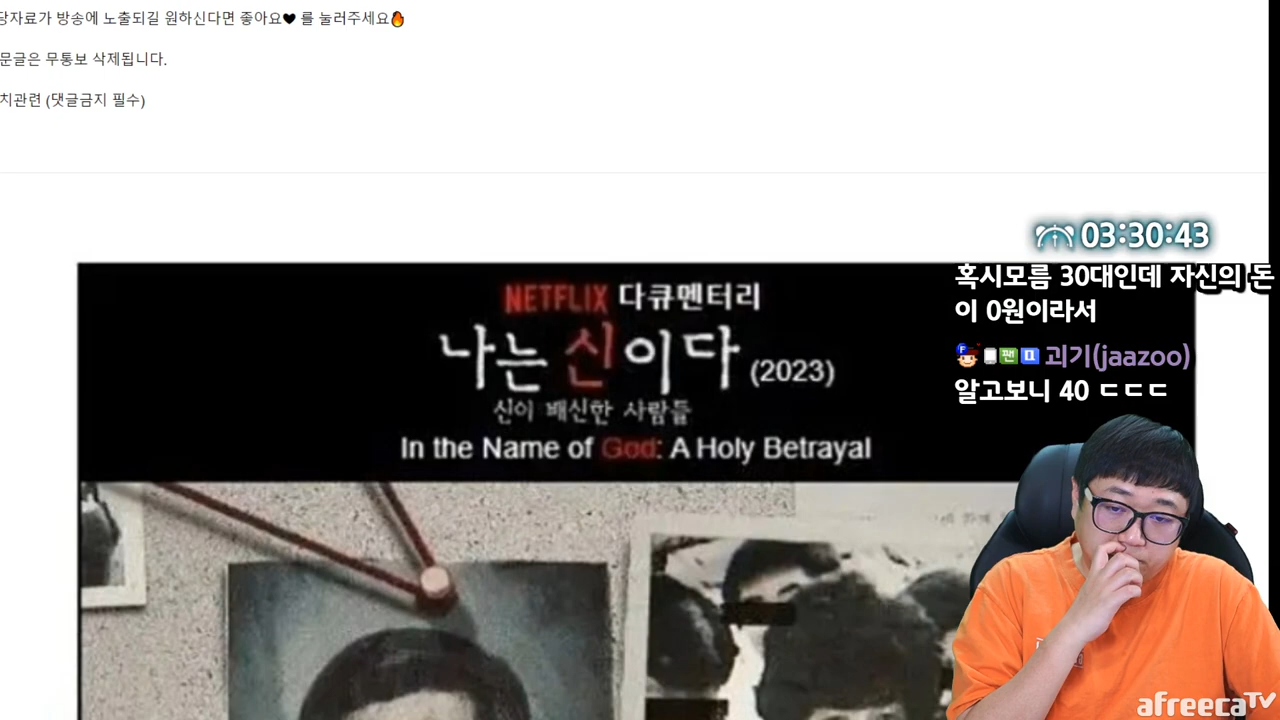 당자료가 방송에 노출되길 원하신다면 좋아요🖤 를 눌러주세요🔥
문글은 무통보 삭제됩니다.
치관련 (댓글금지 필수)
03:30:43
혹시모름 30대인데 자신의 돈
이 0원이라서
괴기(jaazoo)
알고보니 40 ㄷㄷㄷ
NETFLIX 다큐멘터리
나는 신이다 (2023)
신이 배신한 사람들
In the Name of God: A Holy Betrayal
afreecaTV